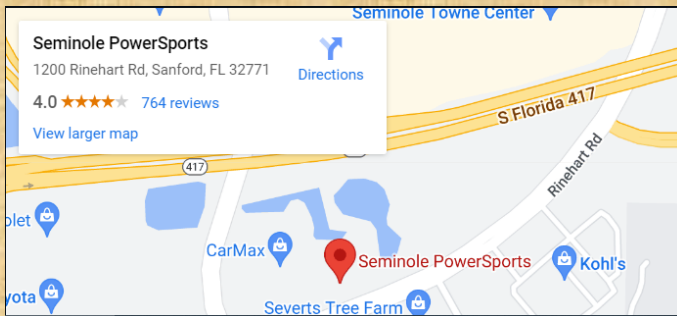 Seminole Towne Center
Seminole PowerSports
1200 Rinehart Rd, Sanford, FL 32771
Directions
4.0
764 reviews
View larger map
S Florida 417
417
Rinehart Rd
olet
CarMax
Seminole PowerSports
Kohl's
yota
Severts Tree Farm